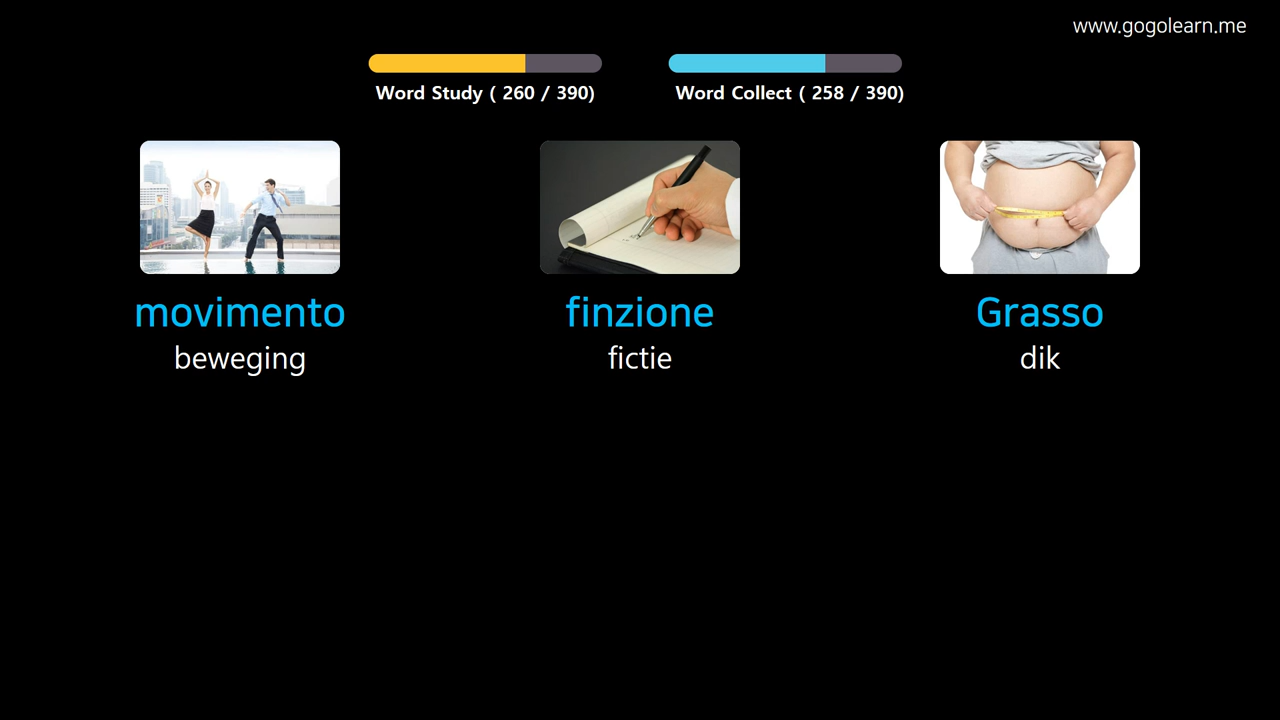 www.gogolearn.me
Word Study ( 260 / 390)
Word Collect ( 258 / 390)
movimento
beweging
finzione
fictie
Grasso
dik